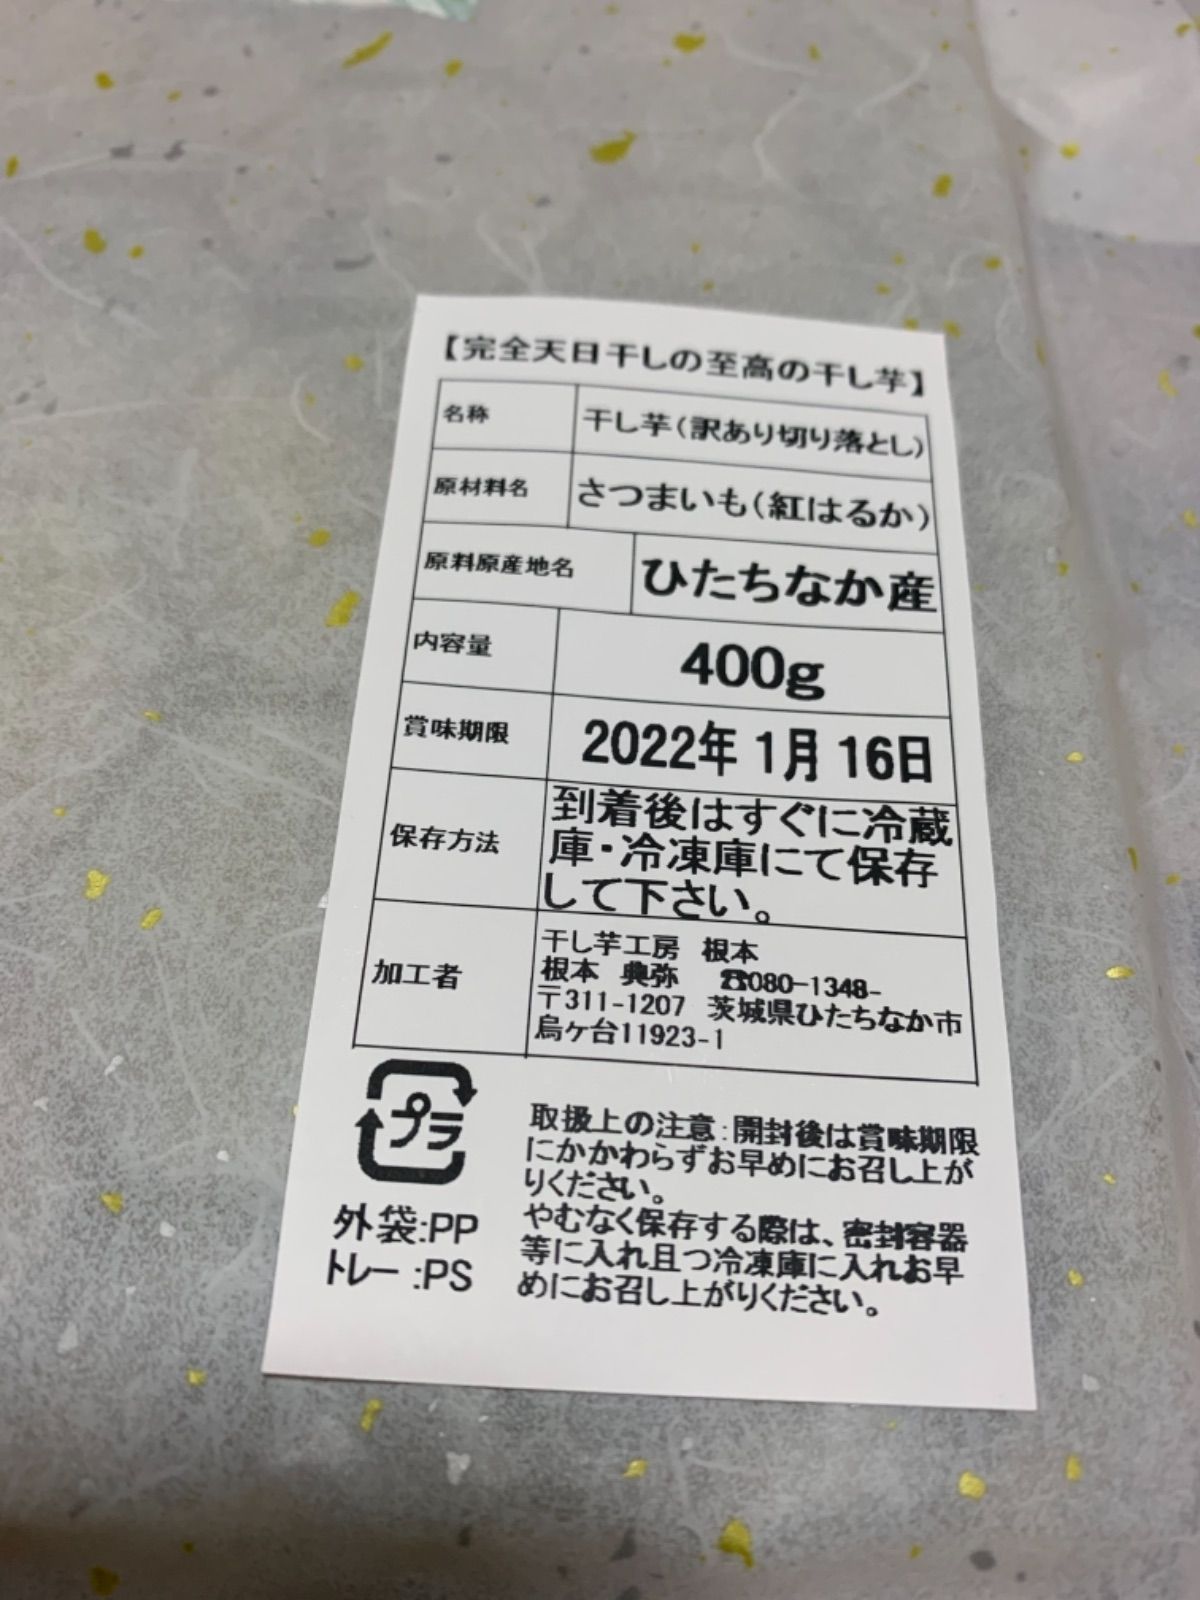 【完全天日干しの至高の干し芋】
名称 干し芋(訳あり切り落とし)
原材料名 さつまいも(紅はるか)
原料原産地名 ひたちなか産
内容量 400g
賞味期限 2022年 1月 16日
保存方法 到着後はすぐに冷蔵
庫・冷凍庫にて保存
して下さい。
加工者 干し芋工房 根本
根本 典弥 ☎080-1348-
〒311-1207 茨城県ひたちなか市
烏ヶ台11923-1
プラ
外袋:PP
トレー:PS
取扱上の注意:開封後は賞味期限
にかかわらずお早めにお召し上が
りください。
やむなく保存する際は、密封容器
等に入れ且つ冷凍庫に入れお早
めにお召し上がりください。